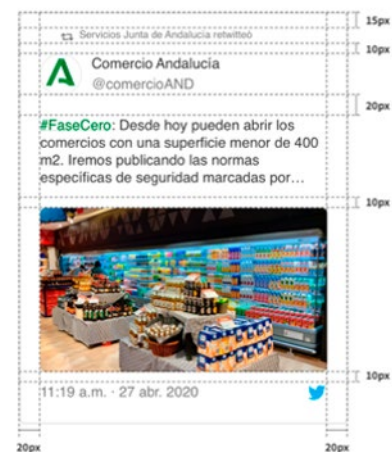 15px
Servicios Junta de Andalucía retwitteó
10px
Comercio Andalucía
@comercioAND
20px
#FaseCero: Desde hoy pueden abrir los
comercios con una superficie menor de 400
m2. Iremos publicando las normas
específicas de seguridad marcadas por…
10px
10px
11:19 a.m. · 27 abr. 2020
20px
20px